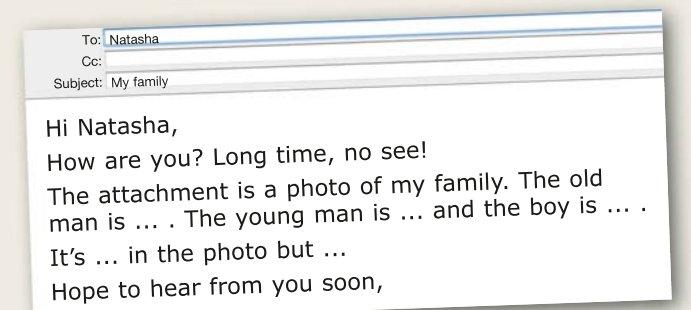 To: Natasha
Cc:
Subject: My family
Hi Natasha,
How are you? Long time, no see!
The attachment is a photo of my family. The old
man is ... . The young man is ... and the boy is ... .
It's ... in the photo but ...
Hope to hear from you soon,